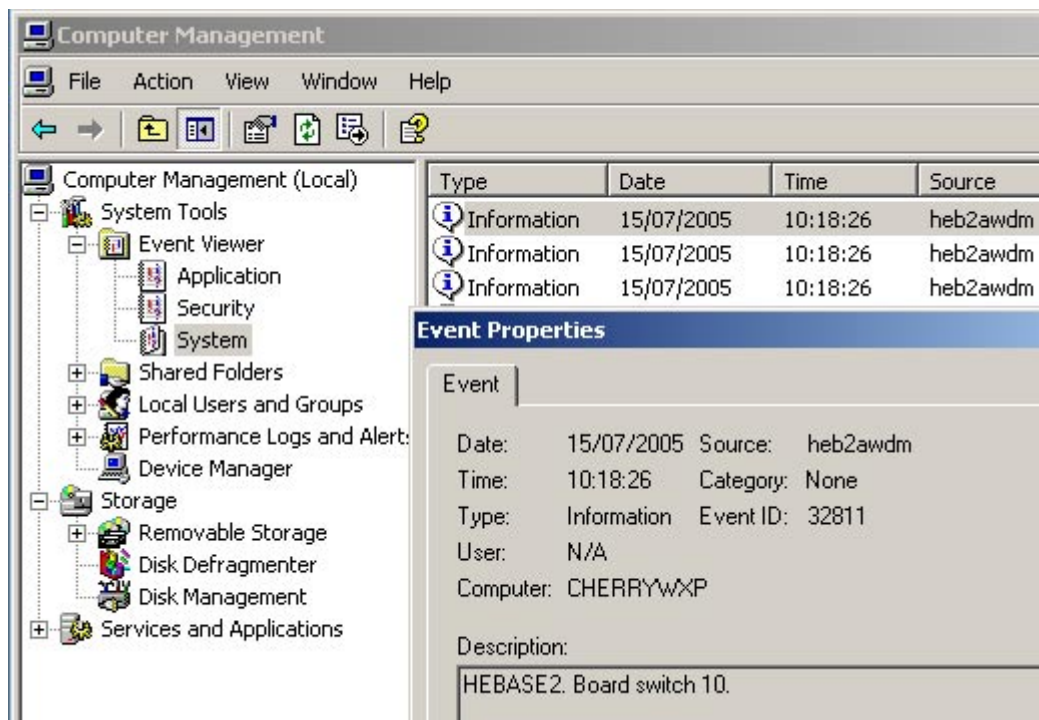 Computer Management
File Action View Window Help
Computer Management (Local)
System Tools
Event Viewer
Application
Security
System
Shared Folders
Local Users and Groups
Performance Logs and Alert
Device Manager
Storage
Removable Storage
Disk Defragmenter
Disk Management
Services and Applications
Type Date Time Source
Information 15/07/2005 10:18:26 heb2awdm
Information 15/07/2005 10:18:26 heb2awdm
Information 15/07/2005 10:18:26 heb2awdm
Event Properties
Event
Date: 15/07/2005 Source: heb2awdm
Time: 10:18:26 Category: None
Type: Information Event ID: 32811
User: N/A
Computer: CHERRYWXP
Description:
HEBASE2. Board switch 10.